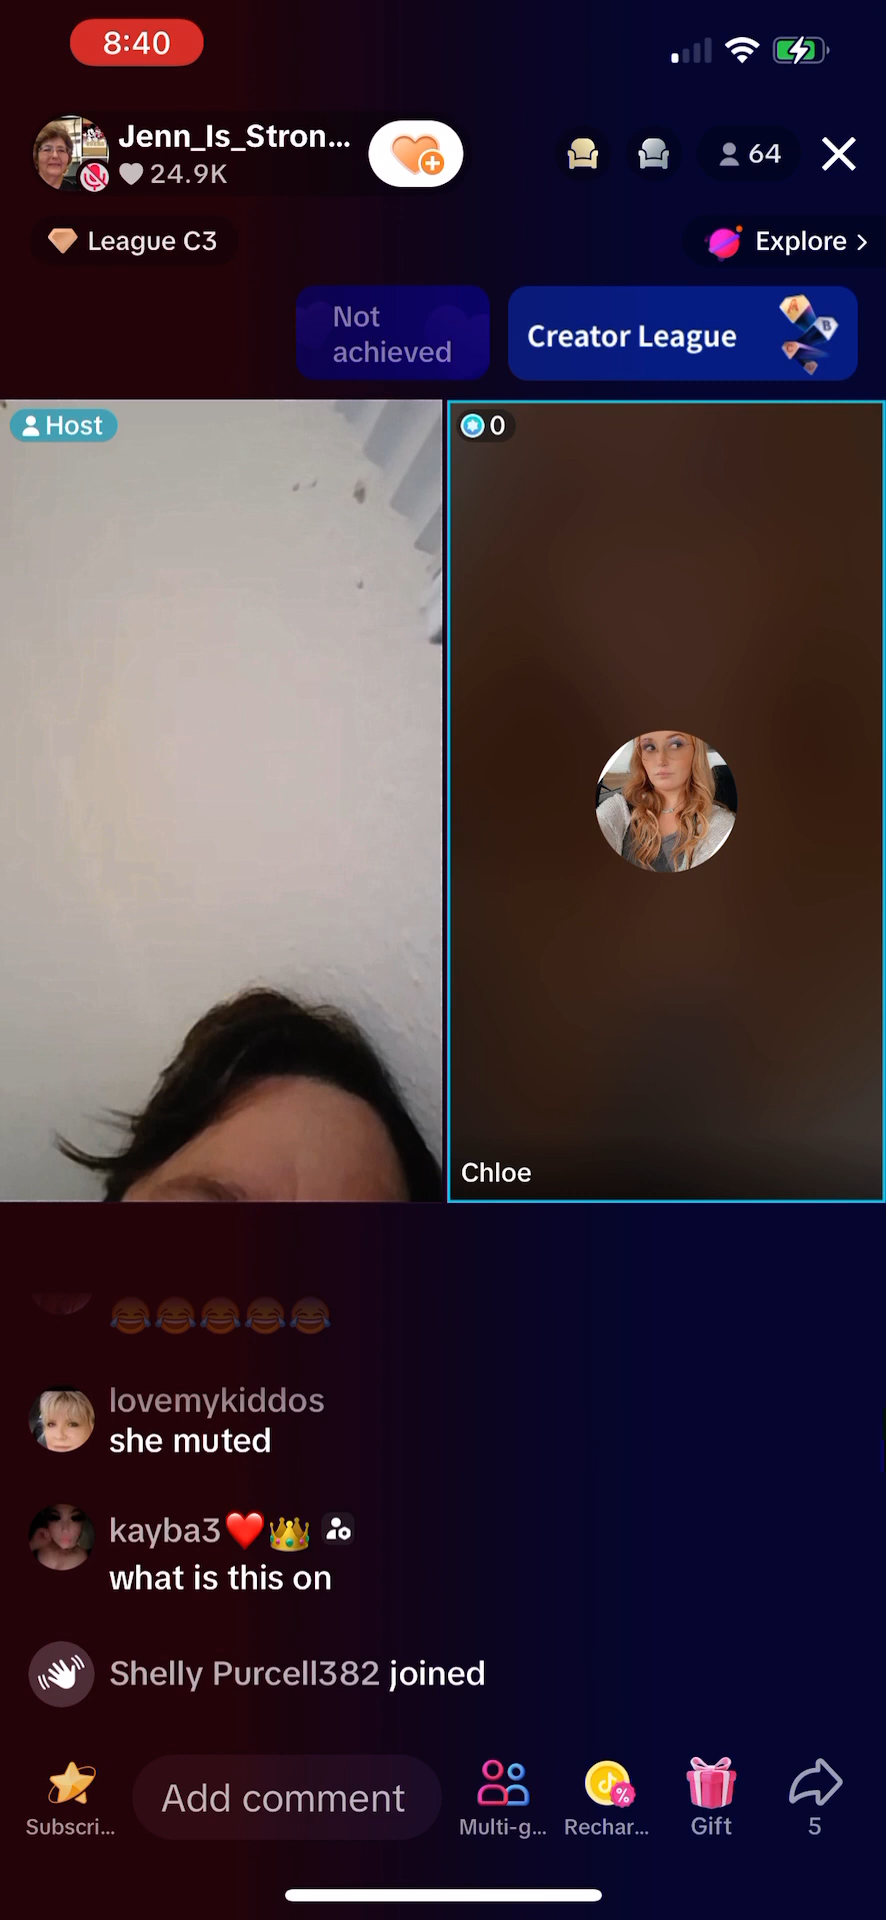 8:40
Jenn_Is_Stron...
24.9K
64
League C3
Explore >
Not
achieved
Creator League
Host
0
Chloe
😂😂😂😂😂
lovemykiddos
she muted
kayba3❤️👑
what is this on
Shelly Purcell382 joined
Subscri...
Add comment
Multi-g...
Rechar...
Gift
5